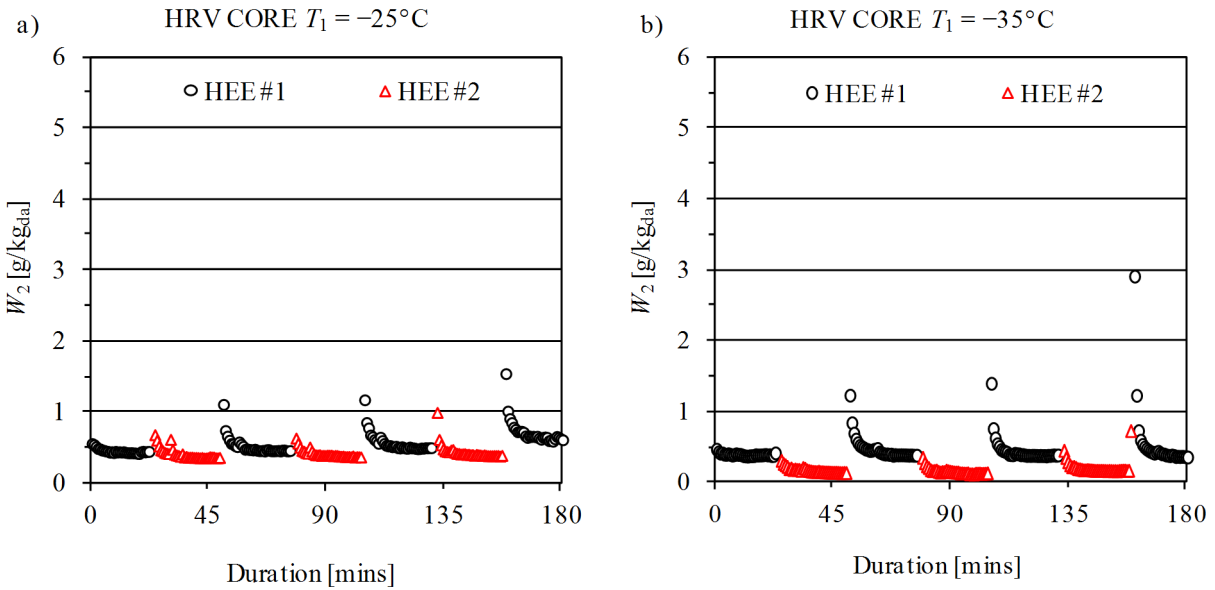 a)
HRV CORE T₁ = −25°C
6
5
4
3
2
1
0
W₂ [g/kg_da]
HEE #1
HEE #2
0 45 90 135 180
Duration [mins]
b)
HRV CORE T₁ = −35°C
6
5
4
3
2
1
0
W₂ [g/kg_da]
HEE #1
HEE #2
0 45 90 135 180
Duration [mins]